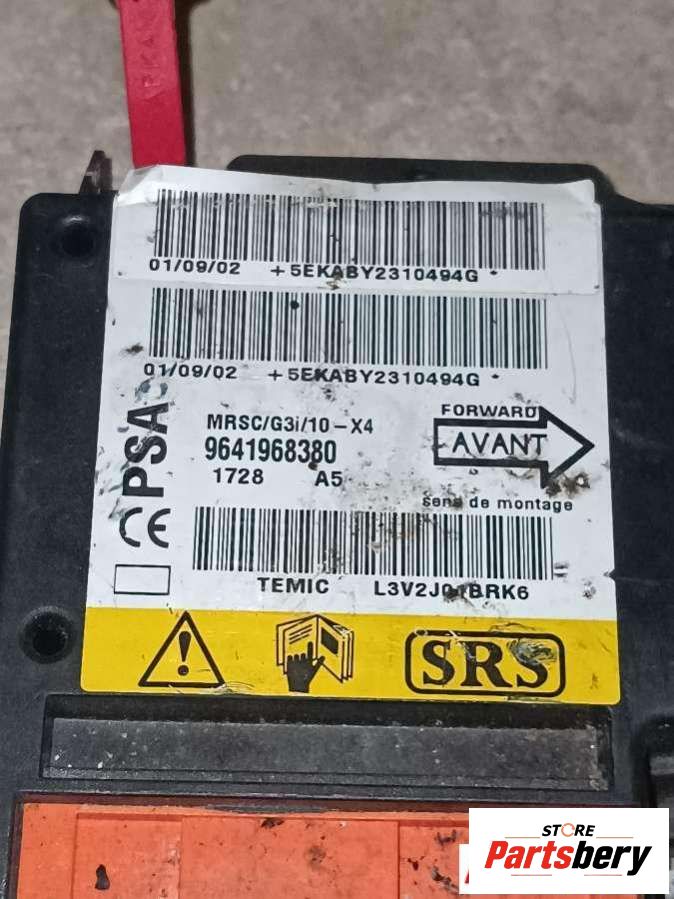 01/09/02 +5EKABY2310494G *
01/09/02 +5EKABY2310494G *
PSA
CE
MRSC/G3i/10-X4
9641968380
1728 A5
FORWARD
AVANT
sens de montage
TEMIC
SRS
STORE
Partsbery